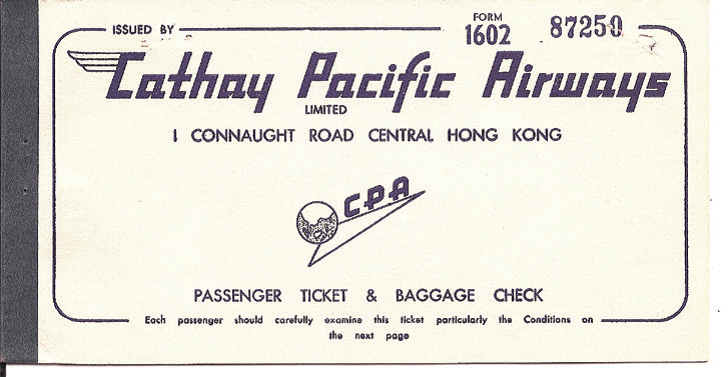 ISSUED BY
FORM
1602
87250
Cathay Pacific Airways
LIMITED
1 CONNAUGHT ROAD CENTRAL HONG KONG
CPA
PASSENGER TICKET & BAGGAGE CHECK
Each passenger should carefully examine this ticket particularly the Conditions on
the next page